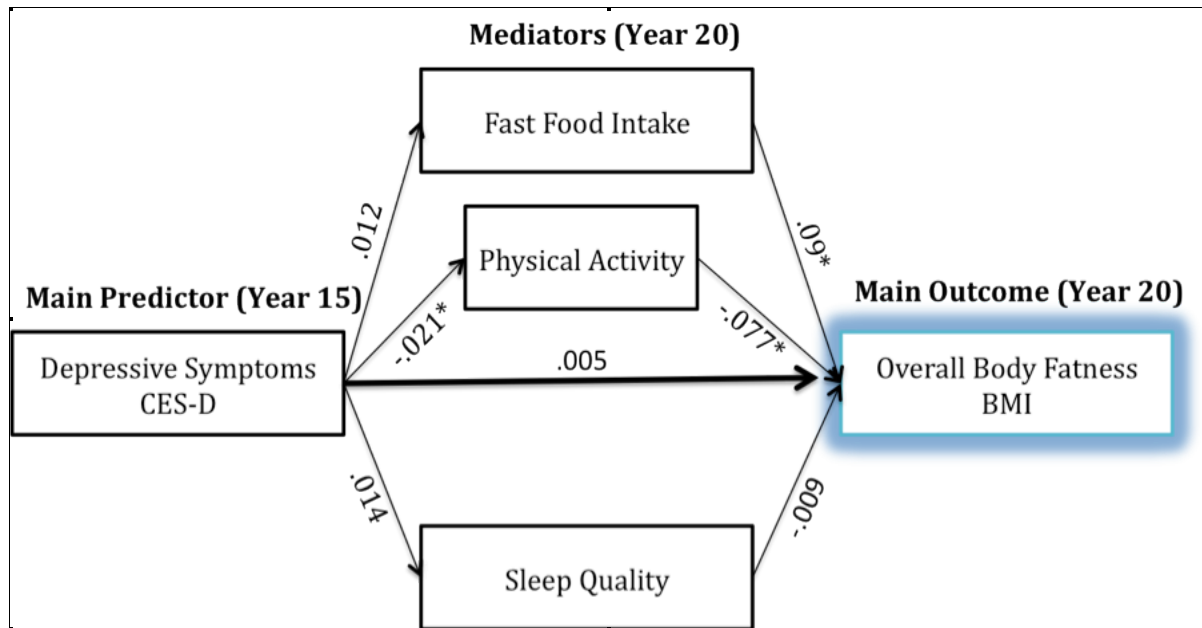 Mediators (Year 20)
Fast Food Intake
.012
.09*
Physical Activity
Main Predictor (Year 15)
Main Outcome (Year 20)
-.021*
-.077*
Depressive Symptoms
CES-D
.005
Overall Body Fatness
BMI
.014
-.009
Sleep Quality